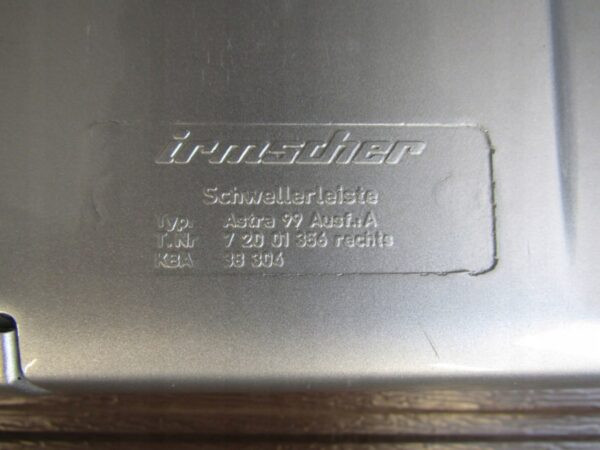 irmscher
Schwellerleiste
Typ. Astra 99 Ausf.: A
T.Nr 7 20 01 356 rechts
KBA 38 304